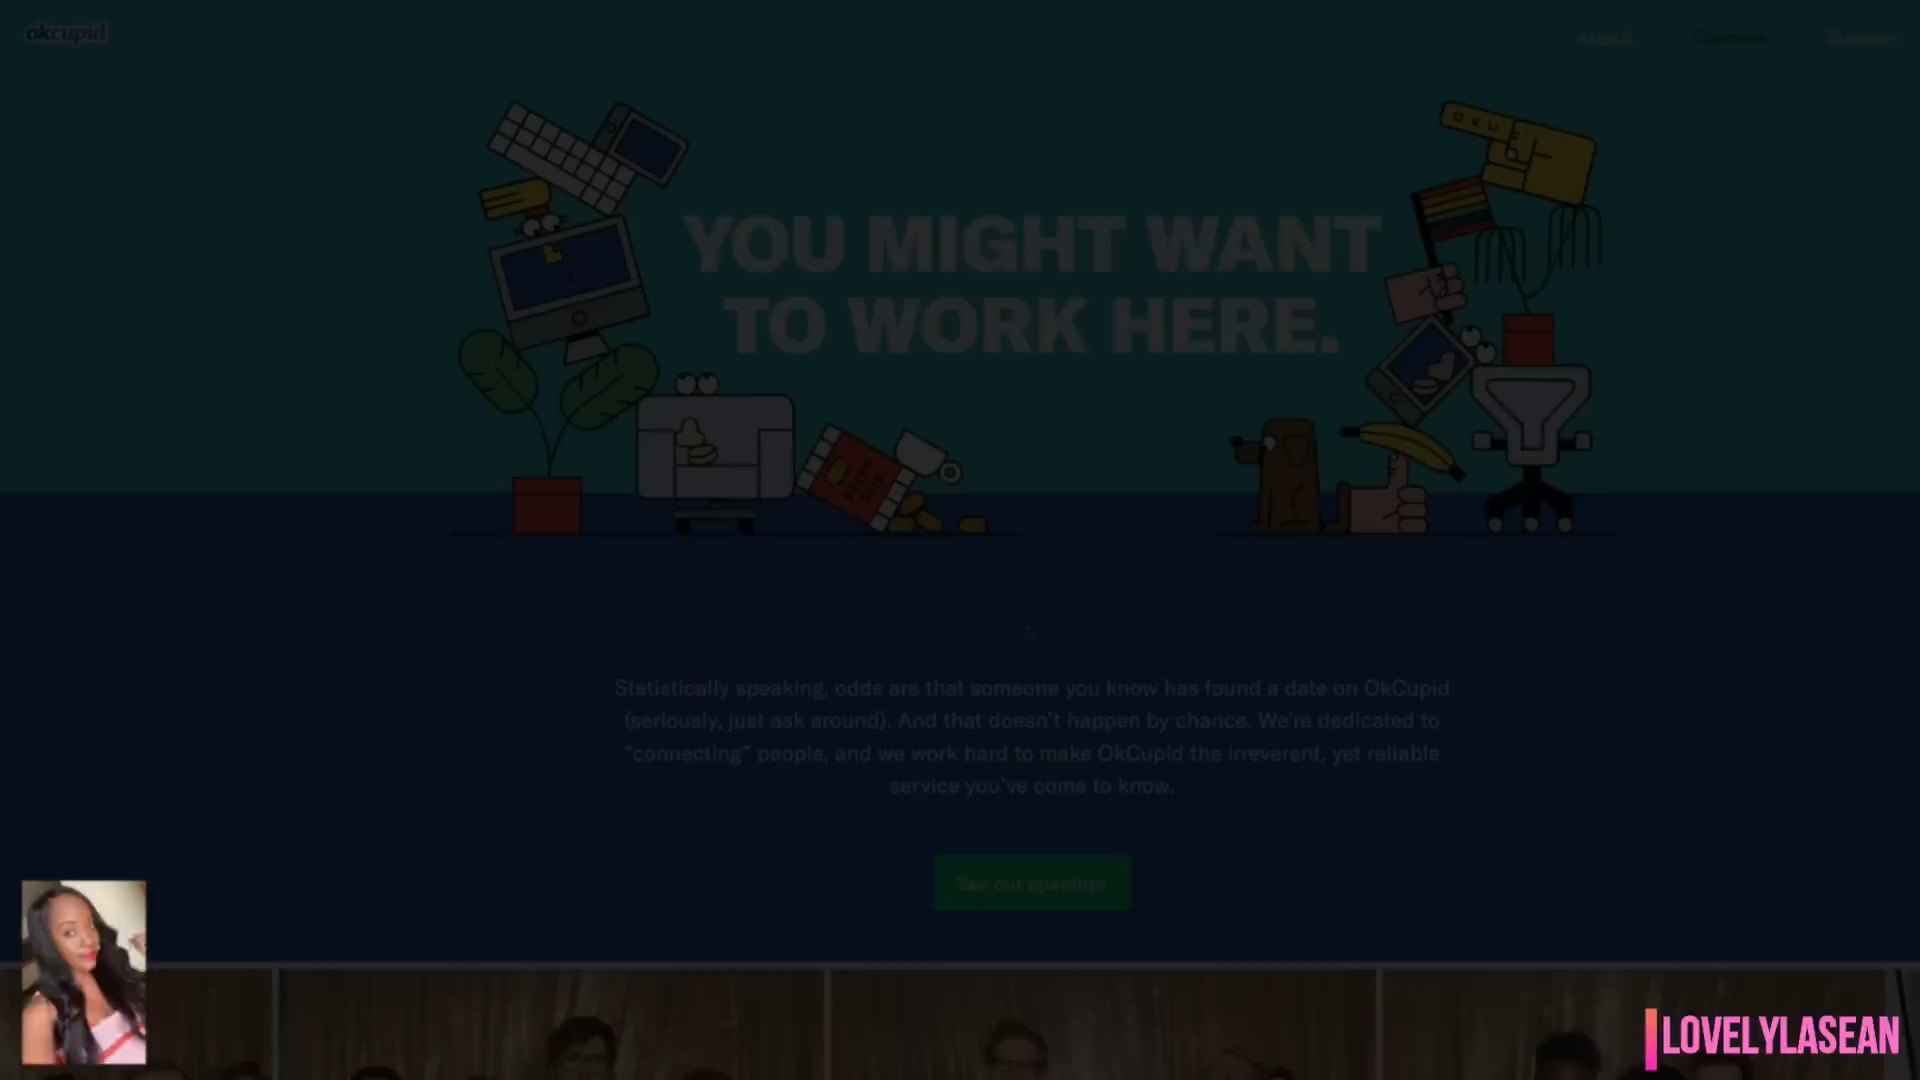 okcupid
About
YOU MIGHT WANT
TO WORK HERE.
Statistically speaking, odds are that someone you know has found a date on OkCupid
(seriously, just ask around). And that doesn't happen by chance. We're dedicated to
“connecting” people, and we work hard to make OkCupid the irreverent, yet reliable
service you've come to know.
See our openings
LOVELYLASEAN